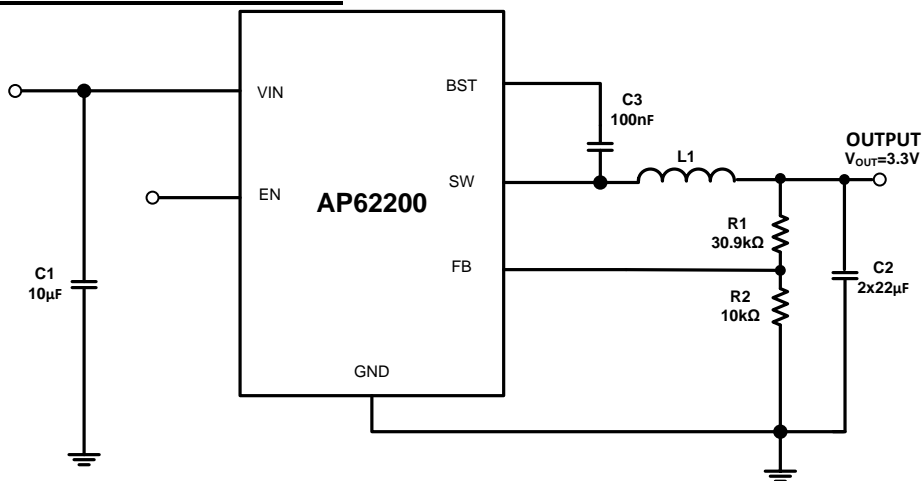 VIN
BST
C3
100nF
OUTPUT
VOUT=3.3V
L1
EN
SW
AP62200
R1
30.9kΩ
FB
C1
10µF
C2
2x22µF
R2
10kΩ
GND